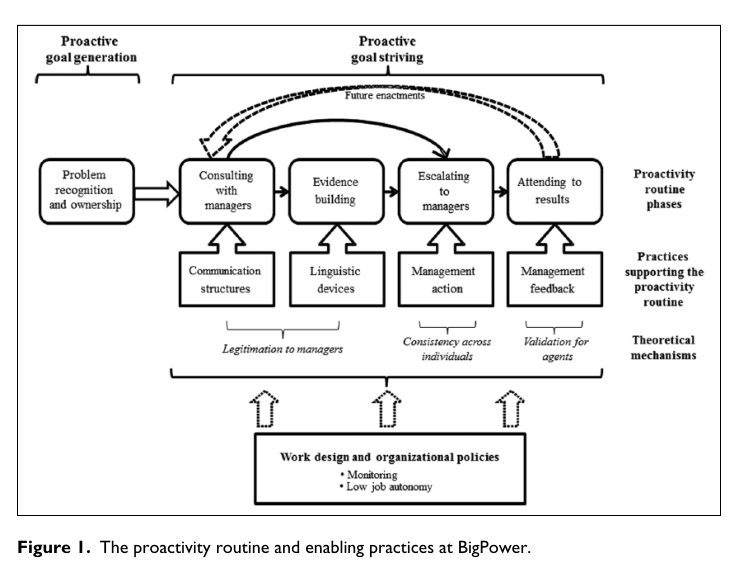 Proactive
goal generation
Proactive
goal striving
Future enactments
Problem
recognition
and ownership
Consulting
with
managers
Evidence
building
Escalating
to
managers
Attending to
results
Proactivity
routine
phases
Communication
structures
Linguistic
devices
Management
action
Management
feedback
Practices
supporting the
proactivity
routine
Legitimation to managers
Consistency across
individuals
Validation for
agents
Theoretical
mechanisms
Work design and organizational policies
• Monitoring
• Low job autonomy
Figure 1. The proactivity routine and enabling practices at BigPower.